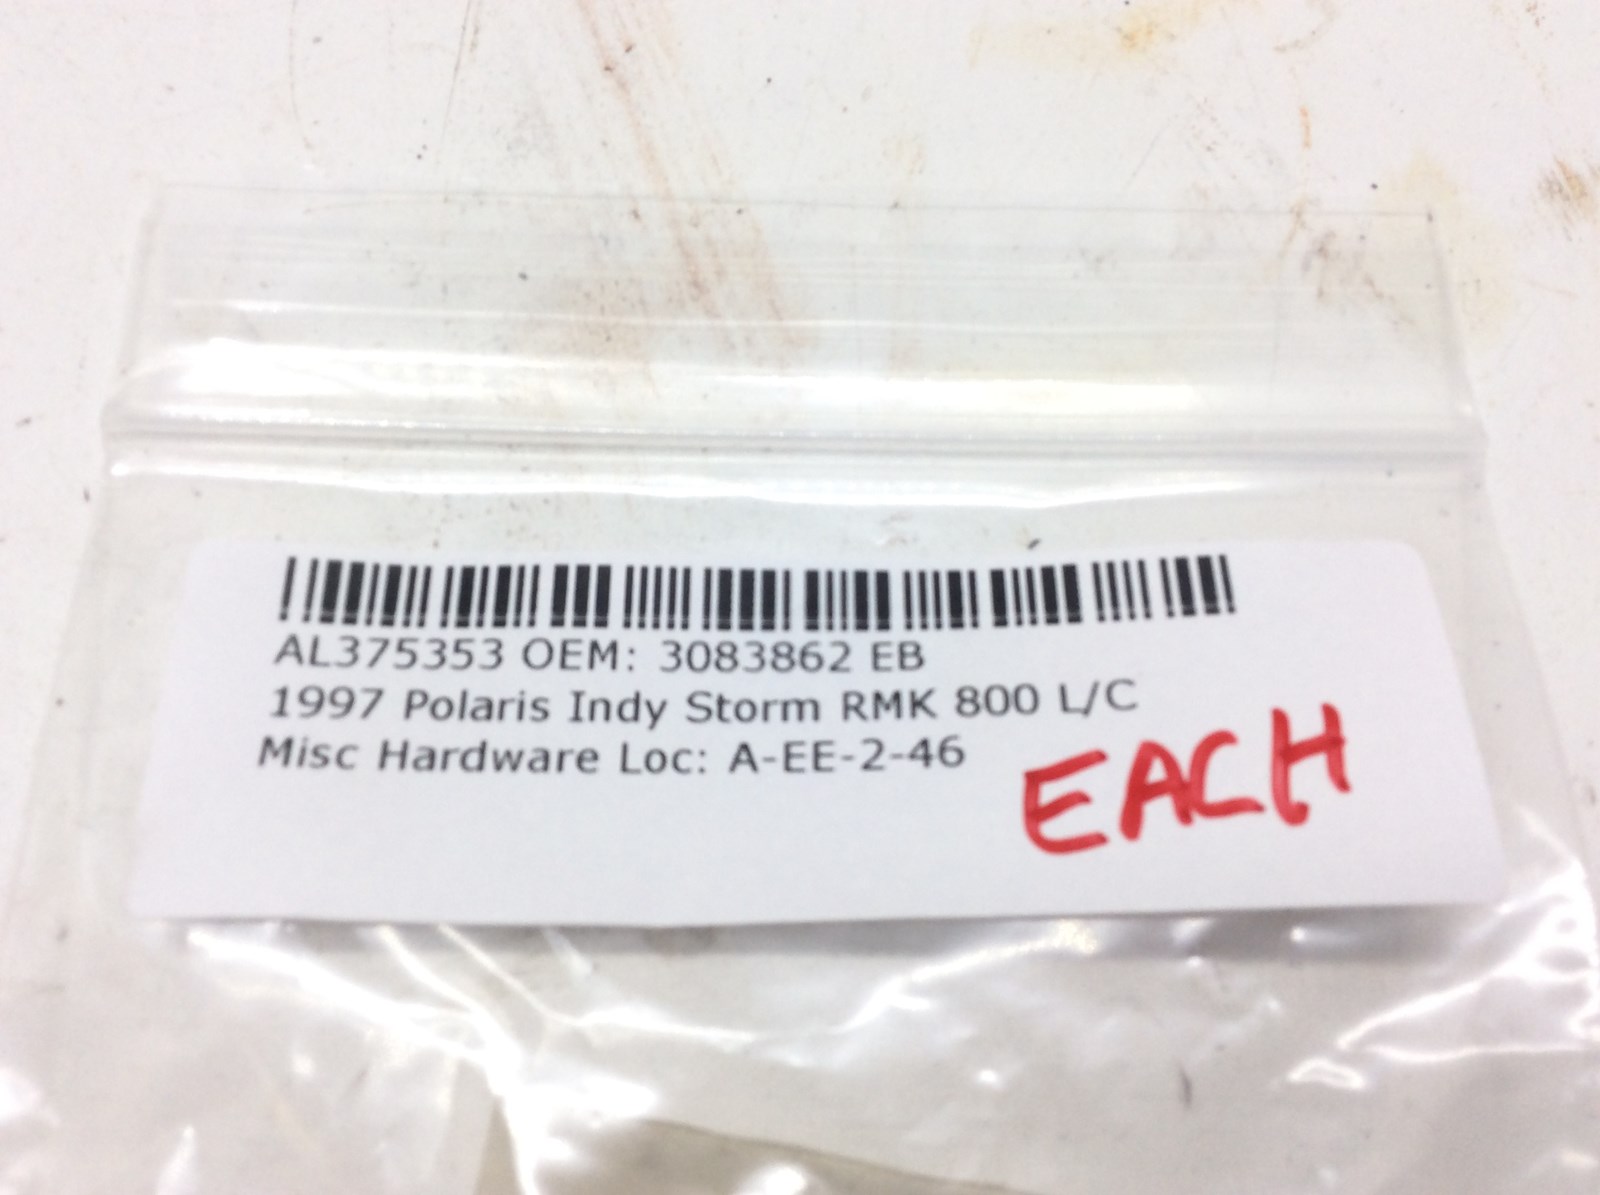 AL375353 OEM: 3083862 EB
1997 Polaris Indy Storm RMK 800 L/C
Misc Hardware Loc: A-EE-2-46
EACH